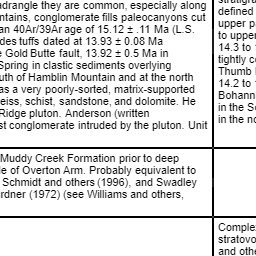 adrangle they are common, especially along
ntains, conglomerate fills paleocanyons cut
an 40Ar/39Ar age of 15.12 ± .11 Ma (L.S.
des tuffs dated at 13.93 ± 0.08 Ma
e Gold Butte fault, 13.92 ± 0.5 Ma in
Spring in clastic sediments overlying
uth of Hamblin Mountain and at the north
as a very poorly-sorted, matrix-supported
eiss, schist, sandstone, and dolomite. He
Ridge pluton. Anderson (written
st conglomerate intruded by the pluton. Unit
Muddy Creek Formation prior to deep
le of Overton Arm. Probably equivalent to
Schmidt and others (1996), and Swadley
rdner (1972) (see Williams and others,
defined
upper pa
to upper
14.3 to
tightly c
Thumb
14.2 to 1
Bohann
in the S
in the no
Comple
stratovo
and othe